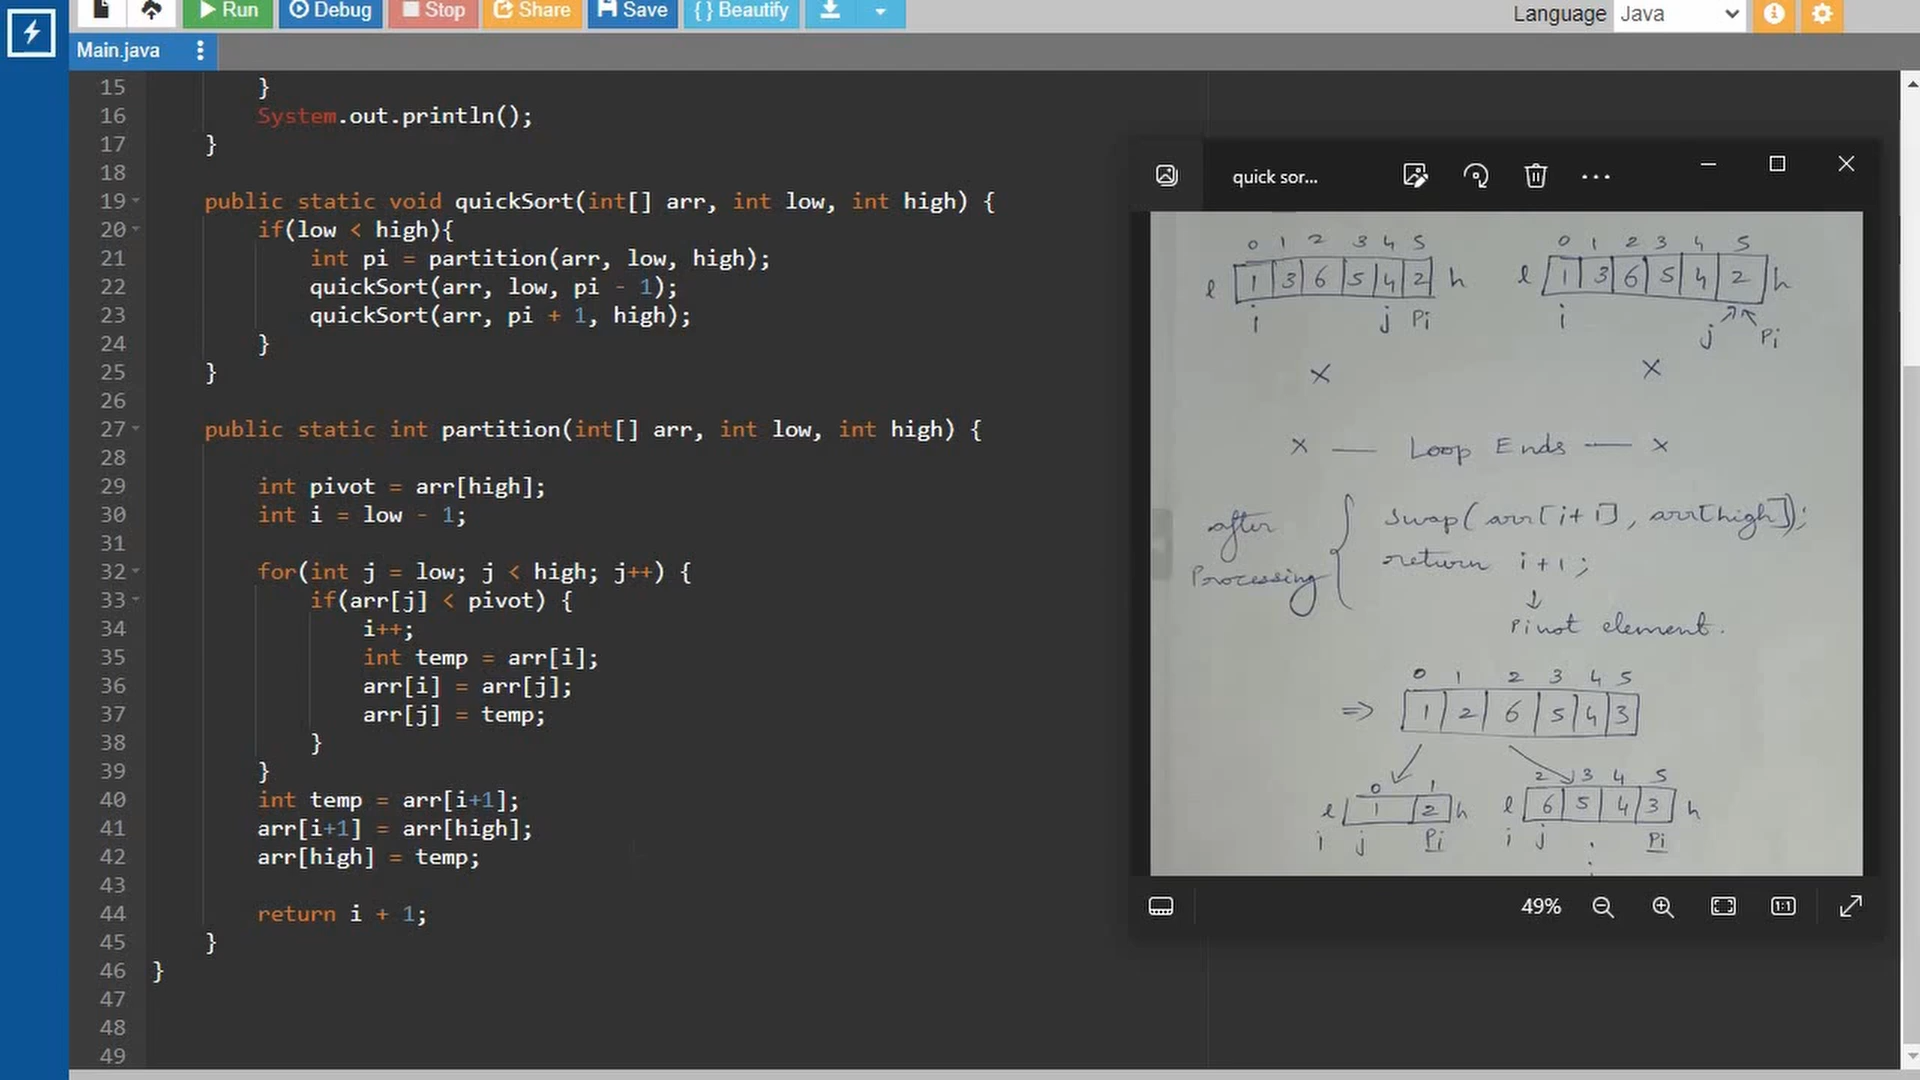 Run Debug Stop Share Save { } Beautify Language Java
Main.java
15 }
16 System.out.println();
17 }
18
19 public static void quickSort(int[] arr, int low, int high) {
20 if(low < high){
21 int pi = partition(arr, low, high);
22 quickSort(arr, low, pi - 1);
23 quickSort(arr, pi + 1, high);
24 }
25 }
26
27 public static int partition(int[] arr, int low, int high) {
28
29 int pivot = arr[high];
30 int i = low - 1;
31
32 for(int j = low; j < high; j++) {
33 if(arr[j] < pivot) {
34 i++;
35 int temp = arr[i];
36 arr[i] = arr[j];
37 arr[j] = temp;
38 }
39 }
40 int temp = arr[i+1];
41 arr[i+1] = arr[high];
42 arr[high] = temp;
43
44 return i + 1;
45 }
46 }
47
48
49
quick sor...
0 1 2 3 4 5 0 1 2 3 4 5
l 1 3 6 5 4 2 h l 1 3 6 5 4 2 h
i j Pi i j Pi
x x
x — Loop Ends — x
after Processing { swap(arr[i+1], arr[high]);
return i+1;
↓
Pivot element.
0 1 2 3 4 5
=> 1 2 6 5 4 3
0 1 2 3 4 5
l 1 2 h l 6 5 4 3 h
i j Pi i j Pi
49% 1:1